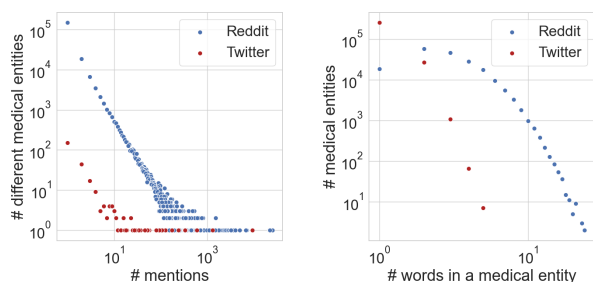 # different medical entities
10^5
10^4
10^3
10^2
10^1
10^0
10^1
10^3
# mentions
Reddit
Twitter
# medical entities
10^5
10^4
10^3
10^2
10^1
10^0
10^1
# words in a medical entity
Reddit
Twitter